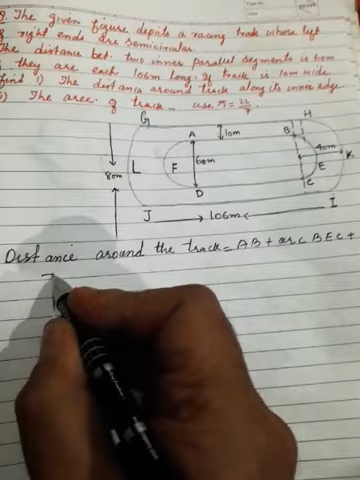 Q The given figure depicts a racing track whose left
& right ends are semicircular.
The distance bet. two inner parallel segments is 60m
& they are each 106m long. If track is 10m wide.
find 1) The distance around track along its inner edge.
The area of track - use π = 22/7.
G
H
A
10m
B
80m
L
F
60m
40m
E
K
D
C
J
106m
I
Distance around the track = AB + arc BEC +